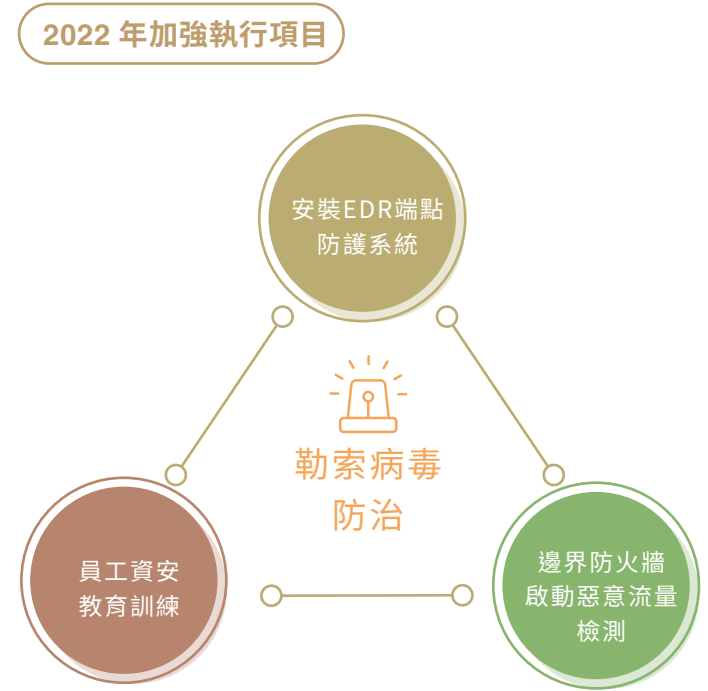 2022 年加強執行項目
安裝EDR端點
防護系統
勒索病毒
防治
員工資安
教育訓練
邊界防火牆
啟動惡意流量
檢測